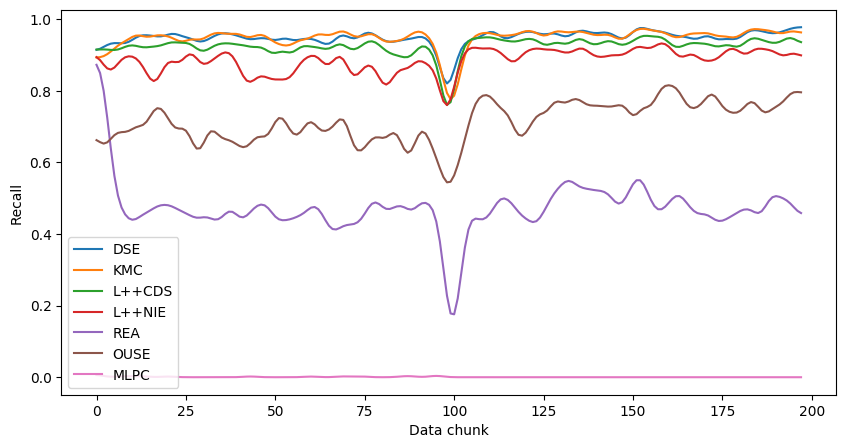 1.0
0.8
0.6
0.4
0.2
0.0
Recall
DSE
KMC
L++CDS
L++NIE
REA
OUSE
MLPC
0 25 50 75 100 125 150 175 200
Data chunk